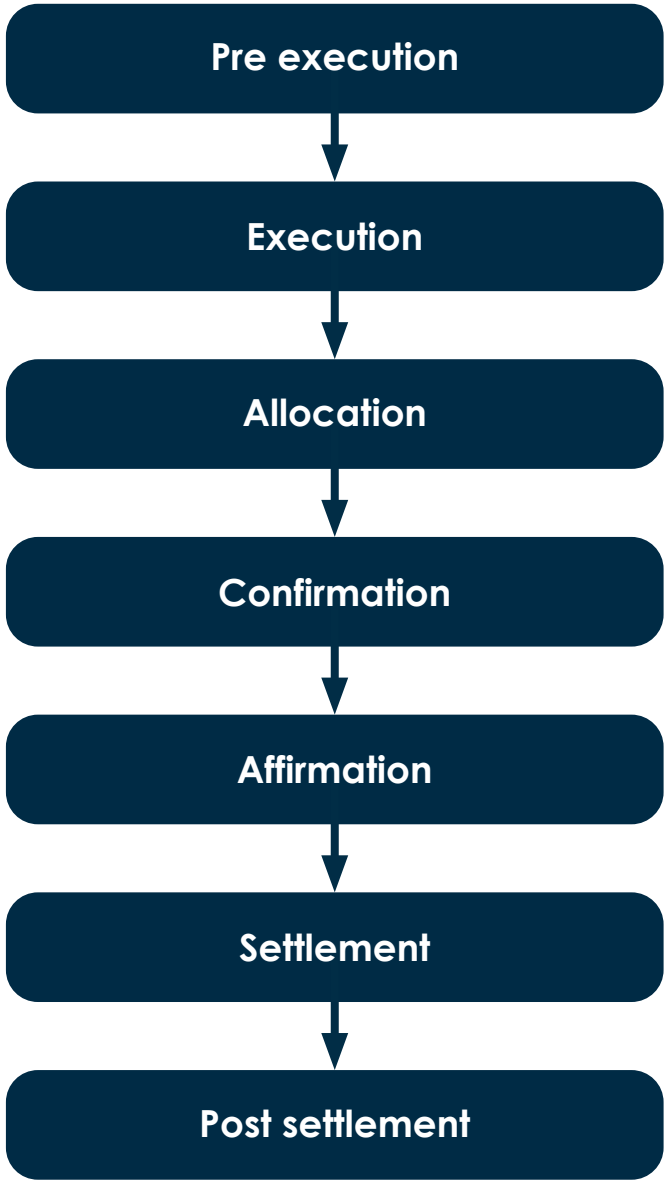 Pre execution
Execution
Allocation
Confirmation
Affirmation
Settlement
Post settlement